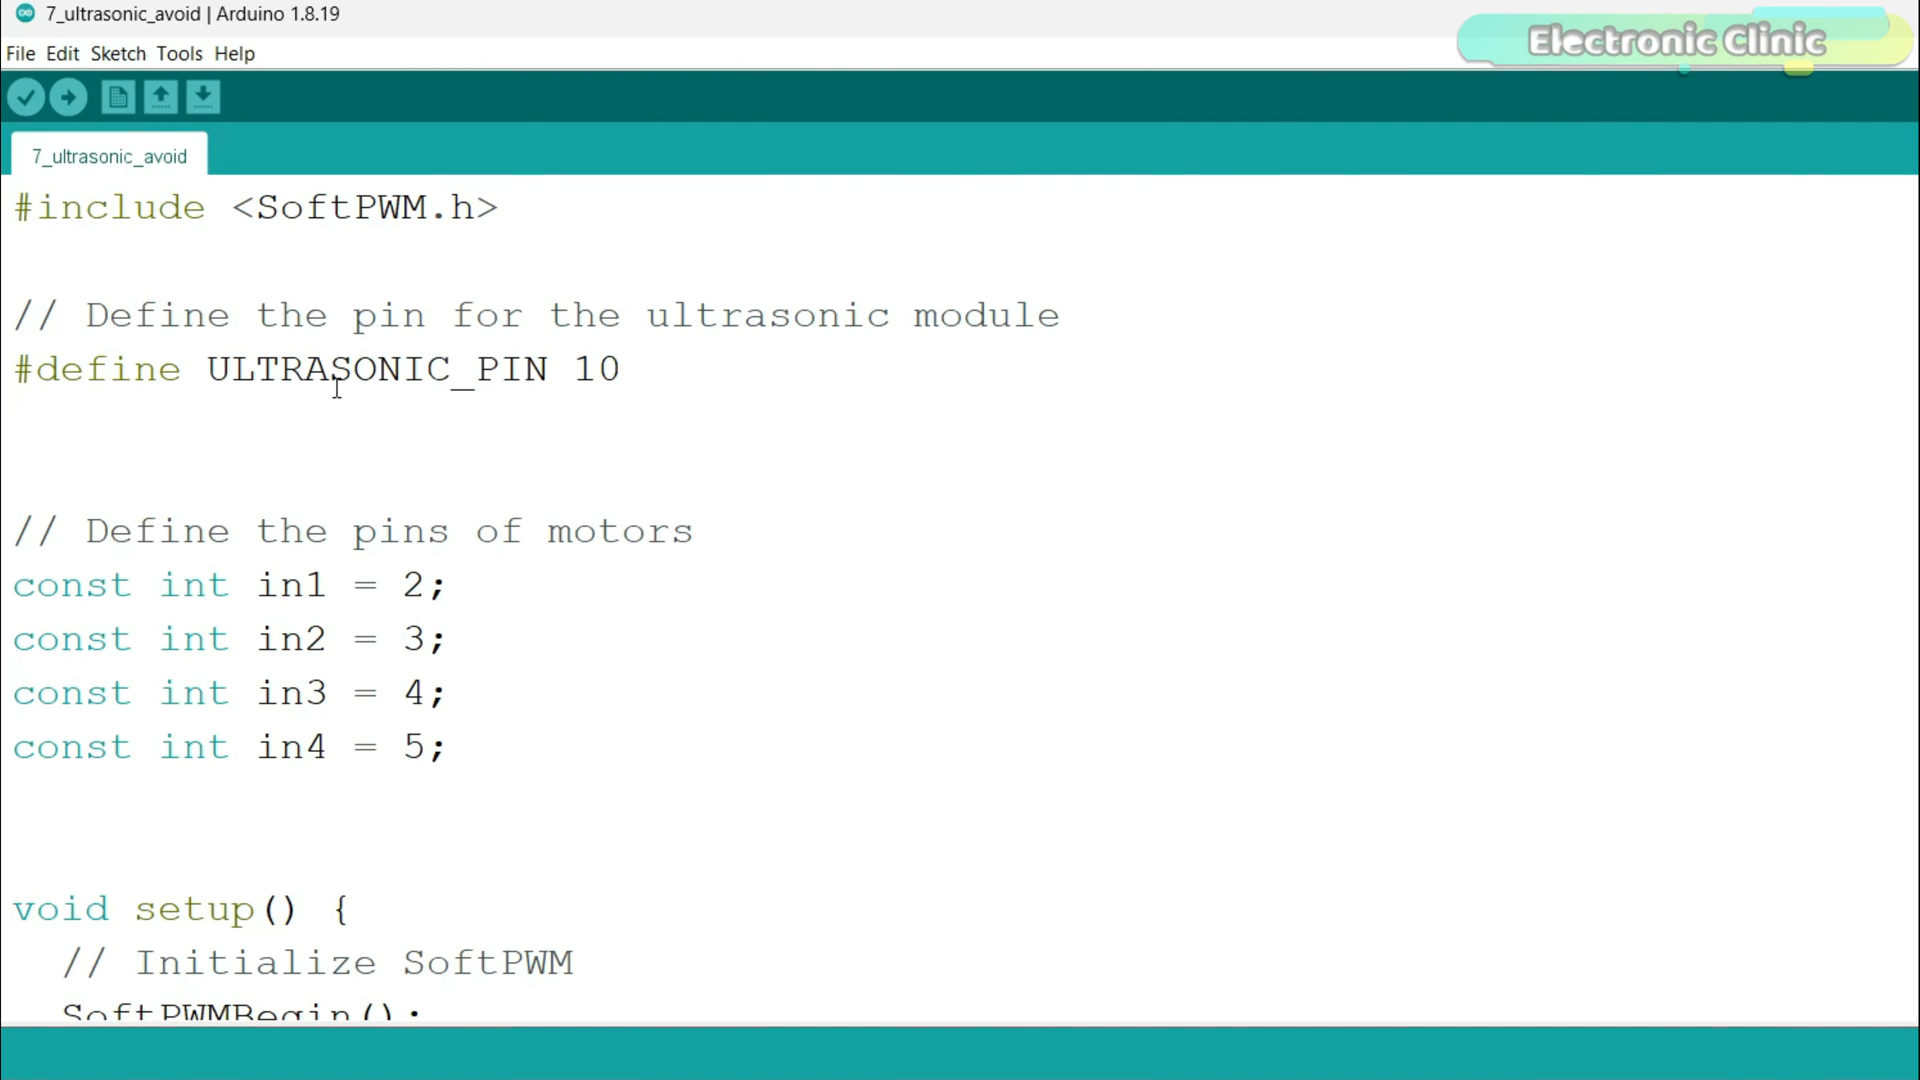 7_ultrasonic_avoid | Arduino 1.8.19
Electronic Clinic
File Edit Sketch Tools Help
7_ultrasonic_avoid
#include <SoftPWM.h>
// Define the pin for the ultrasonic module
#define ULTRASONIC_PIN 10
// Define the pins of motors
const int in1 = 2;
const int in2 = 3;
const int in3 = 4;
const int in4 = 5;
void setup() {
// Initialize SoftPWM
SoftPWMBegin();